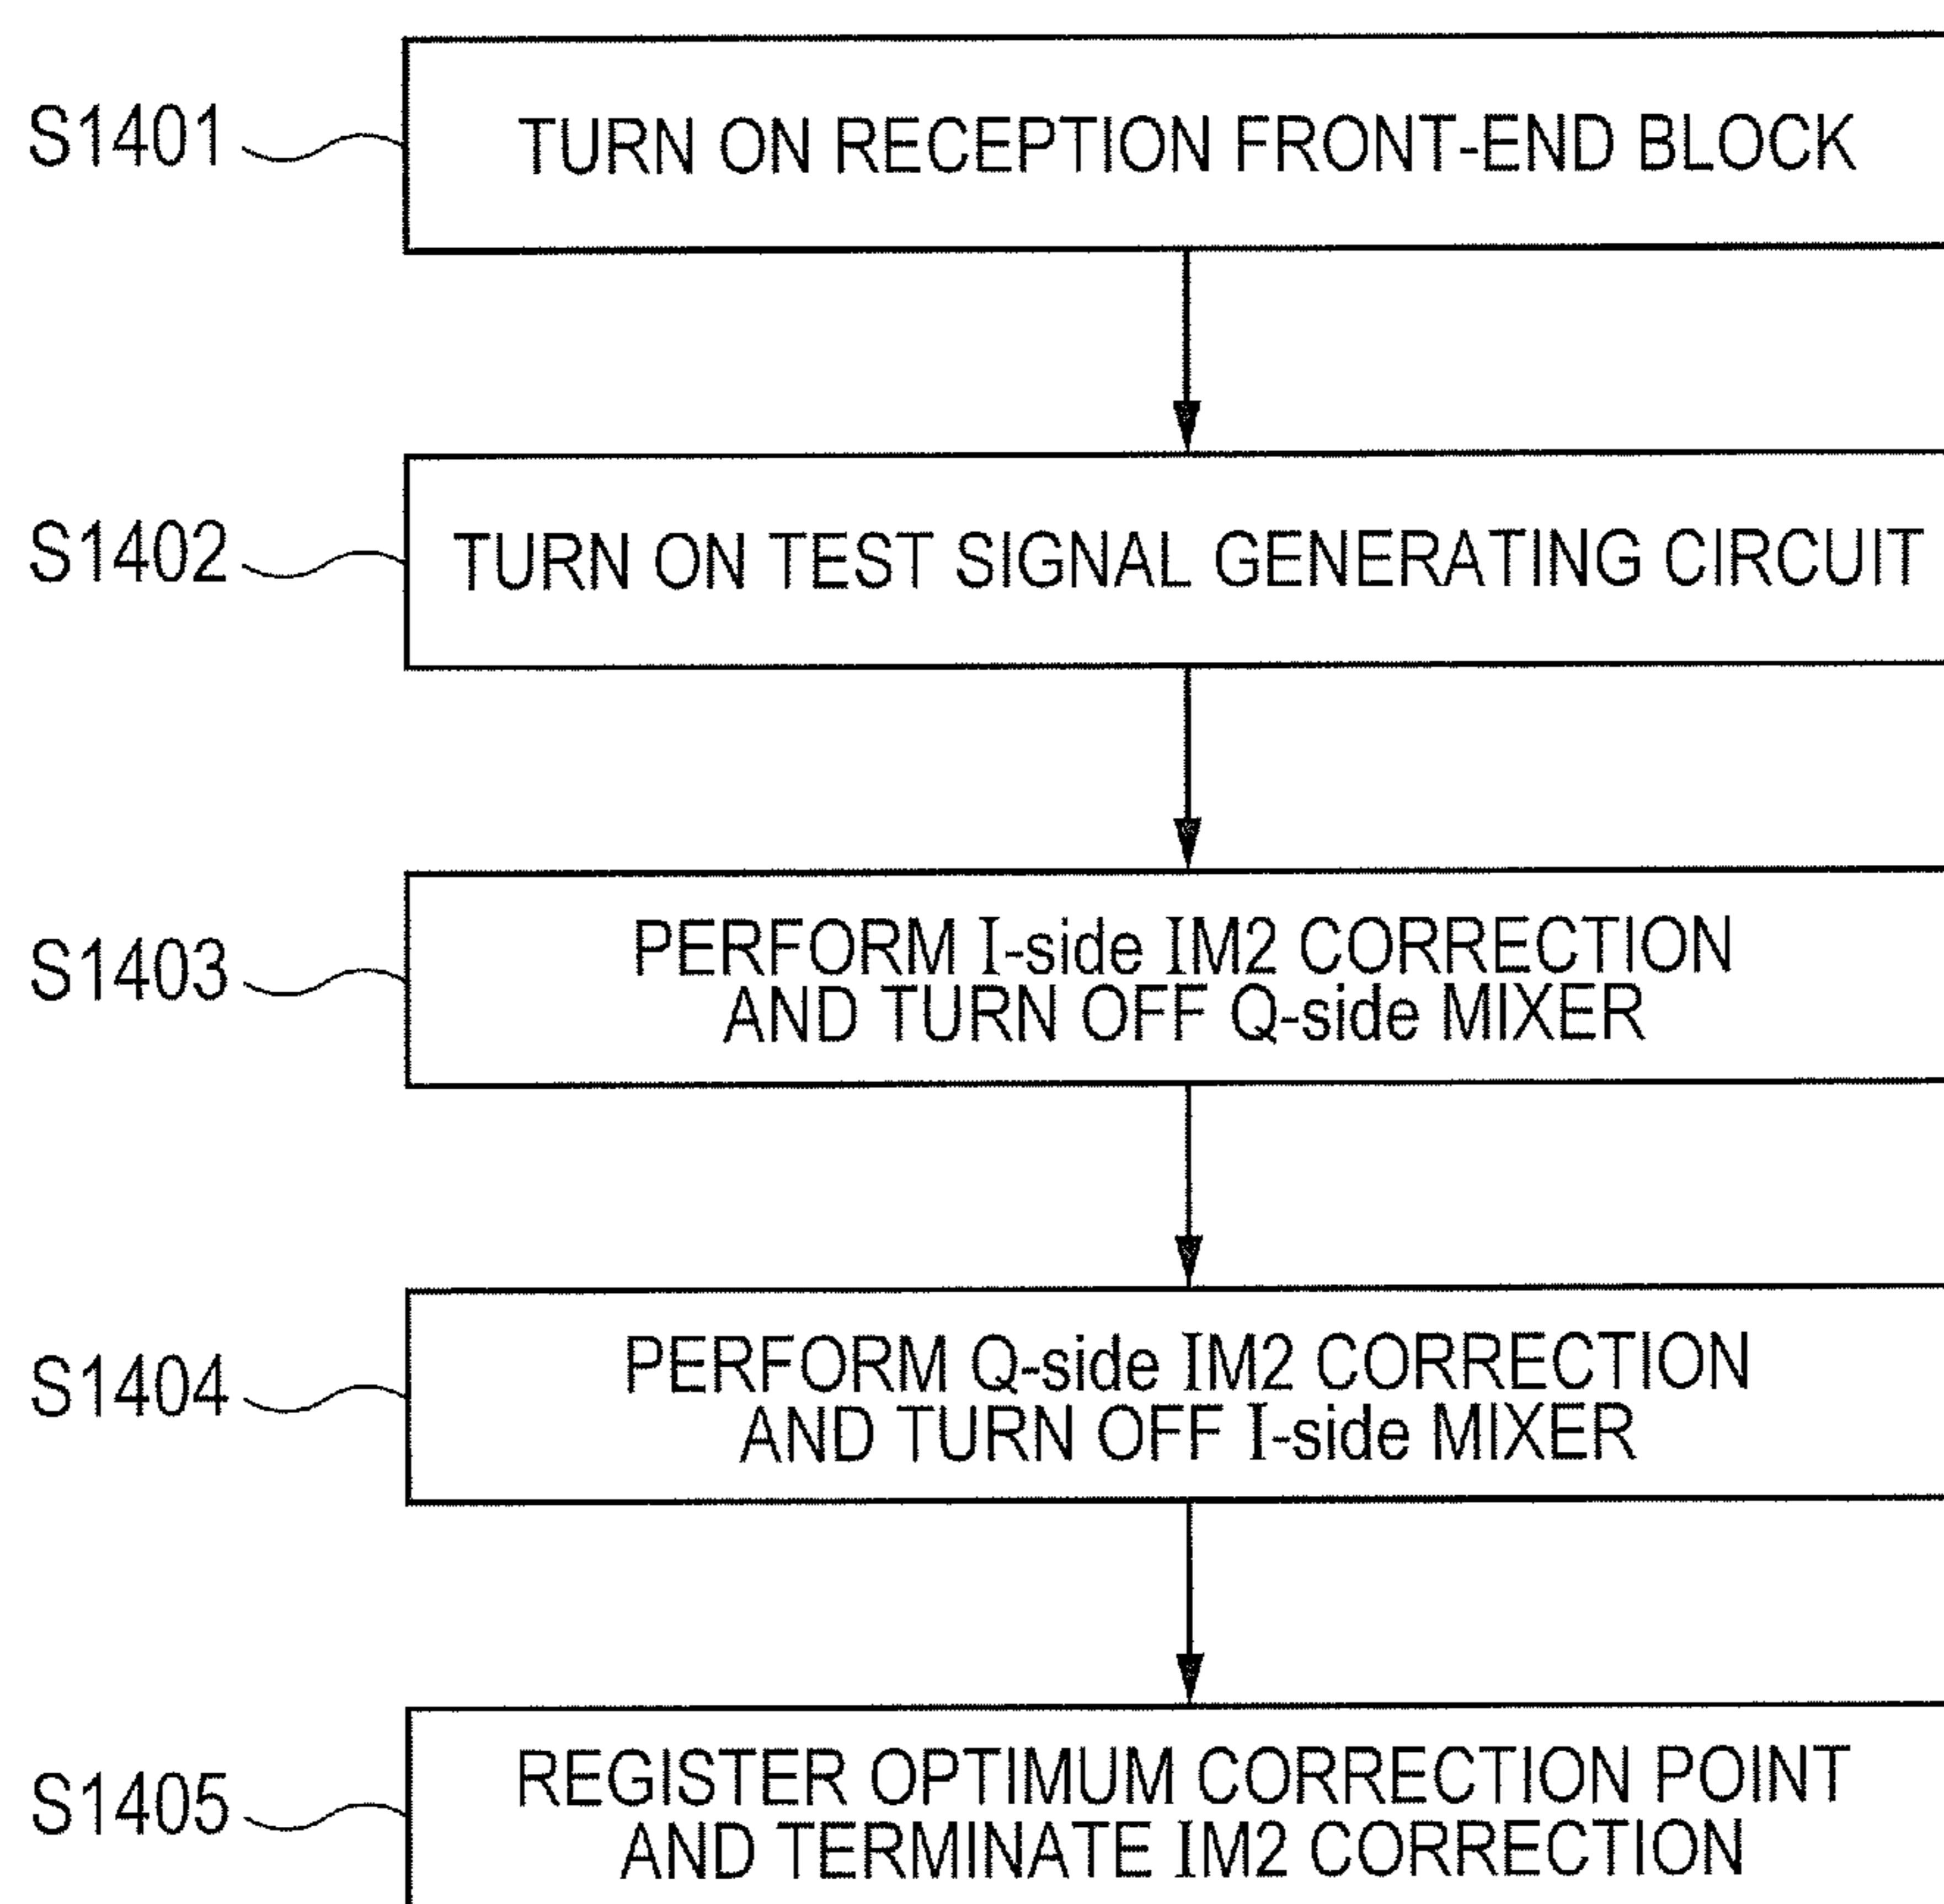 S1401
TURN ON RECEPTION FRONT-END BLOCK
S1402
TURN ON TEST SIGNAL GENERATING CIRCUIT
S1403
PERFORM I-side IM2 CORRECTION
AND TURN OFF Q-side MIXER
S1404
PERFORM Q-side IM2 CORRECTION
AND TURN OFF I-side MIXER
S1405
REGISTER OPTIMUM CORRECTION POINT
AND TERMINATE IM2 CORRECTION